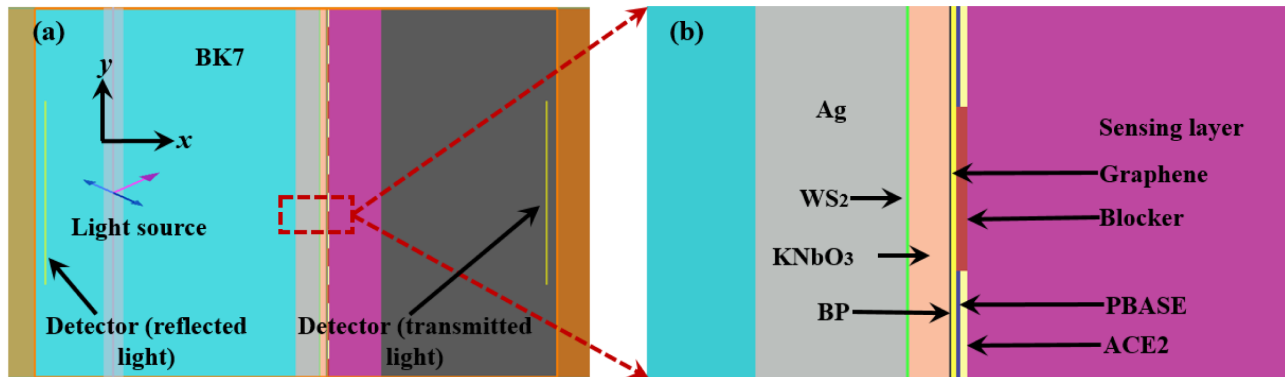 (a)
BK7
y
x
Light source
Detector (reflected
light)
Detector (transmitted
light)
(b)
Ag
WS2
KNbO3
BP
Sensing layer
Graphene
Blocker
PBASE
ACE2